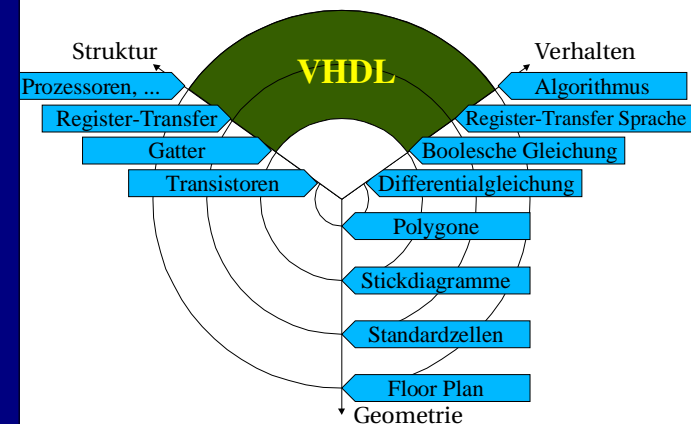 Struktur
Verhalten
VHDL
Prozessoren, ...
Algorithmus
Register-Transfer
Register-Transfer Sprache
Gatter
Boolesche Gleichung
Transistoren
Differentialgleichung
Polygone
Stickdiagramme
Standardzellen
Floor Plan
Geometrie